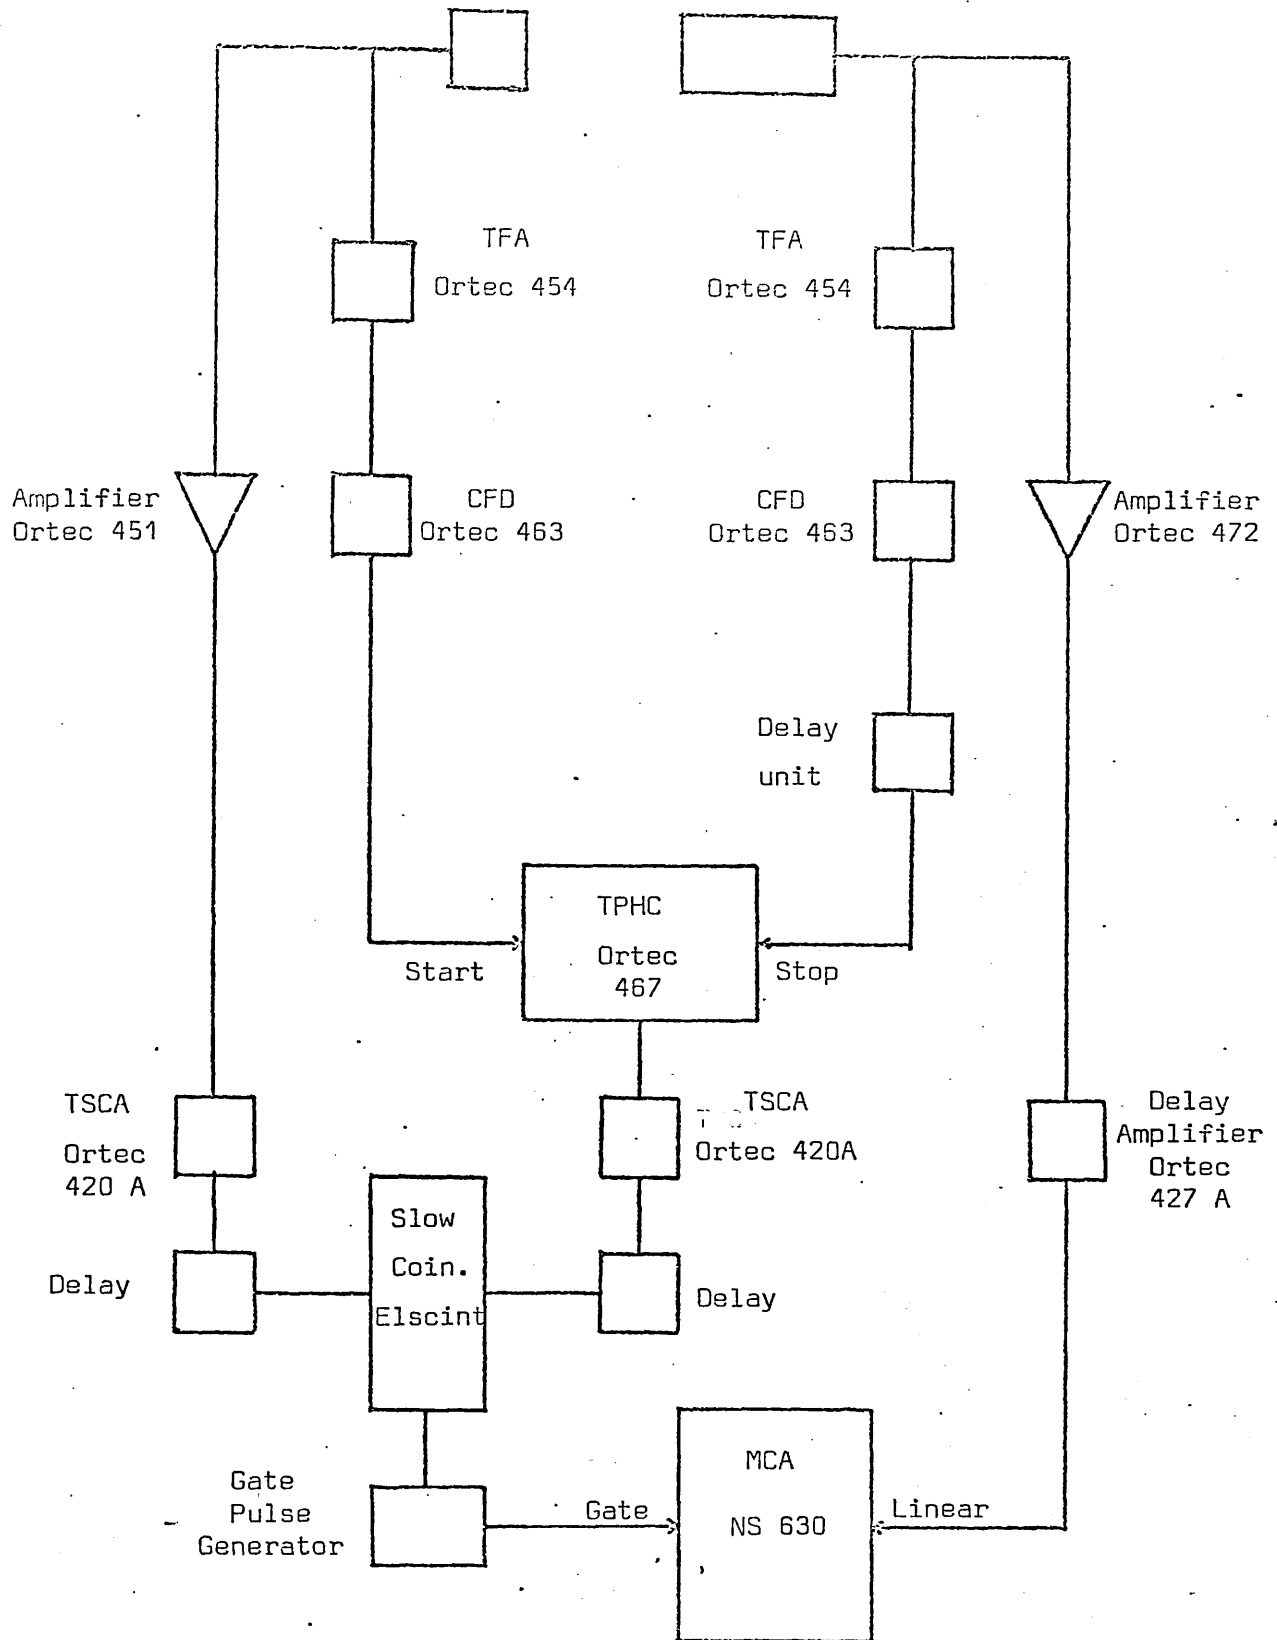 TFA
Ortec 454
TFA
Ortec 454
Amplifier
Ortec 451
CFD
Ortec 463
CFD
Ortec 463
Amplifier
Ortec 472
Delay
unit
TPHC
Ortec
467
Start
Stop
TSCA
Ortec
420 A
TSCA
Ortec 420A
Delay
Amplifier
Ortec
427 A
Slow
Coin.
Elscint
Delay
Delay
Gate
Pulse
Generator
Gate
MCA
NS 630
Linear